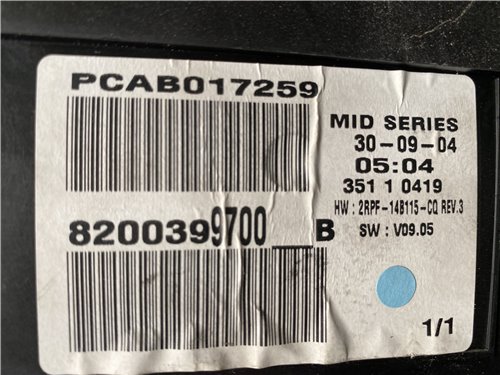 PCAB017259
8200399700__B
MID SERIES
30-09-04
05:04
351 1 0419
HW : 2RPF-14B115-CQ REV.3
SW : V09.05
1/1